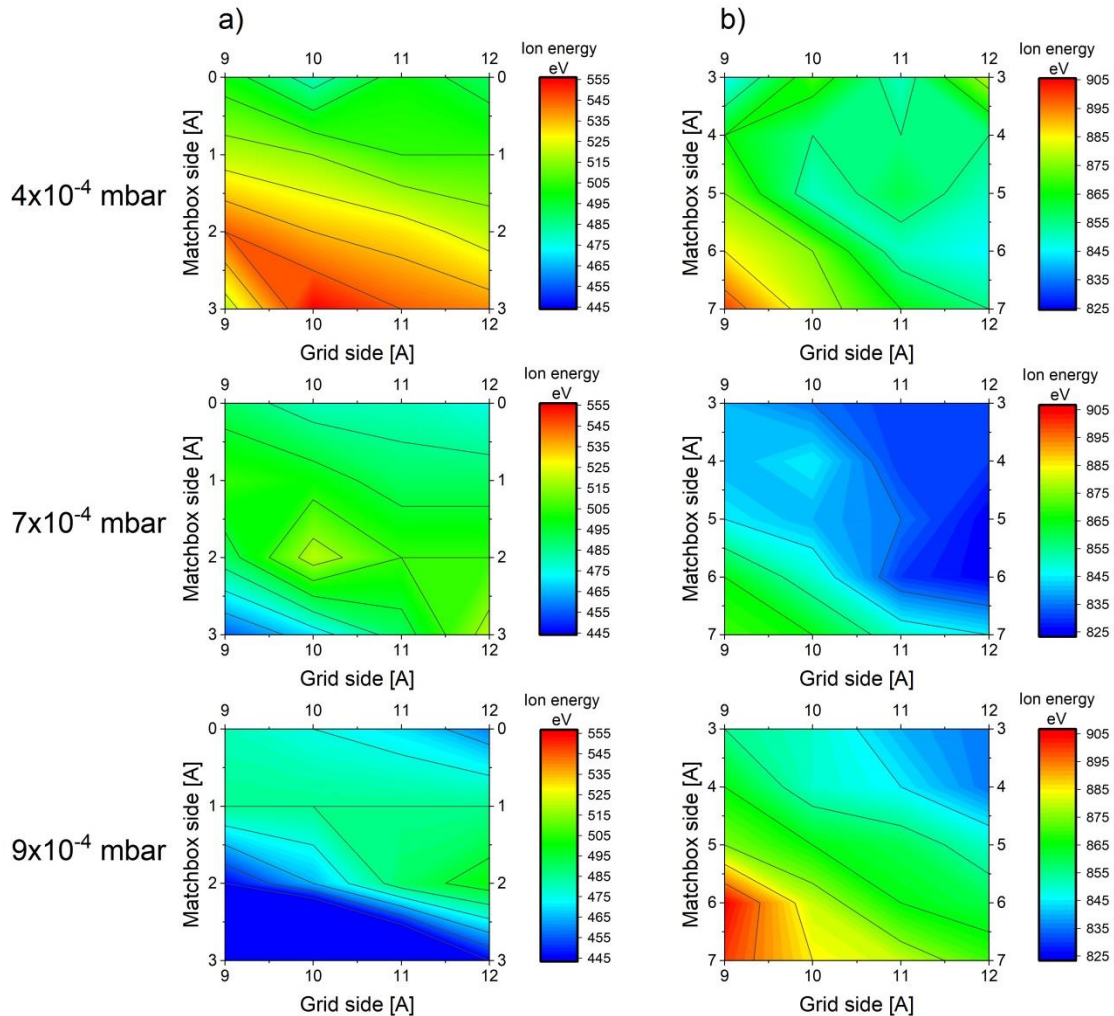 a) b)
Ion energy
eV
9 10 11 12
0 1 2 3
0 1 2 3
9 10 11 12
Matchbox side [A]
Grid side [A]
555
545
535
525
515
505
495
485
475
465
455
445
4x10⁻⁴ mbar
Ion energy
eV
9 10 11 12
3 4 5 6 7
3 4 5 6 7
9 10 11 12
Matchbox side [A]
Grid side [A]
905
895
885
875
865
855
845
835
825
Ion energy
eV
9 10 11 12
0 1 2 3
0 1 2 3
9 10 11 12
Matchbox side [A]
Grid side [A]
555
545
535
525
515
505
495
485
475
465
455
445
7x10⁻⁴ mbar
Ion energy
eV
9 10 11 12
3 4 5 6 7
3 4 5 6 7
9 10 11 12
Matchbox side [A]
Grid side [A]
905
895
885
875
865
855
845
835
825
Ion energy
eV
9 10 11 12
0 1 2 3
0 1 2 3
9 10 11 12
Matchbox side [A]
Grid side [A]
555
545
535
525
515
505
495
485
475
465
455
445
9x10⁻⁴ mbar
Ion energy
eV
9 10 11 12
3 4 5 6 7
3 4 5 6 7
9 10 11 12
Matchbox side [A]
Grid side [A]
905
895
885
875
865
855
845
835
825